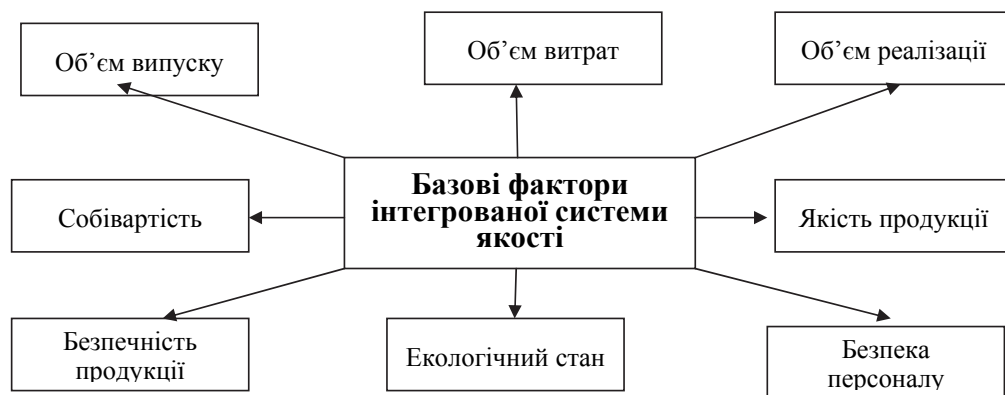 Об’єм випуску
Об’єм витрат
Об’єм реалізації
Базові фактори
інтегрованої системи
якості
Собівартість
Якість продукції
Безпечність
продукції
Екологічний стан
Безпека
персоналу